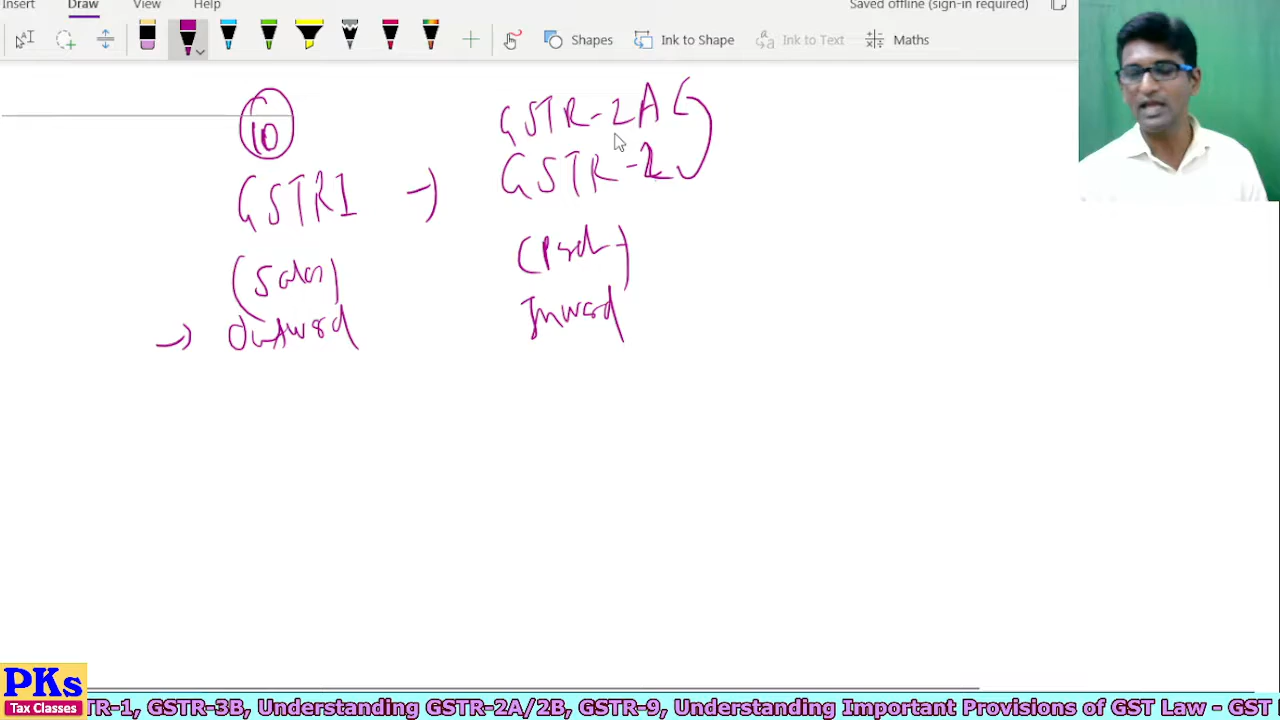 Insert Draw View Help Saved offline (sign-in required)
Shapes Ink to Shape Ink to Text Maths
10
GSTR-2A
GSTR1 → GSTR-2
(Sales)
→ Outward
Inward
PKs
Tax Classes
TR-1, GSTR-3B, Understanding GSTR-2A/2B, GSTR-9, Understanding Important Provisions of GST Law - GST